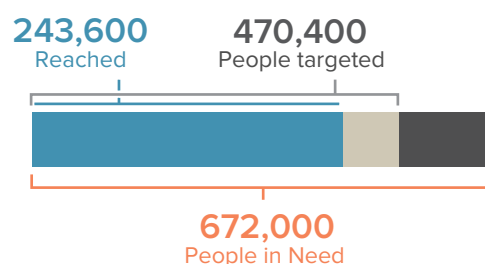 243,600
Reached
470,400
People targeted
672,000
People in Need